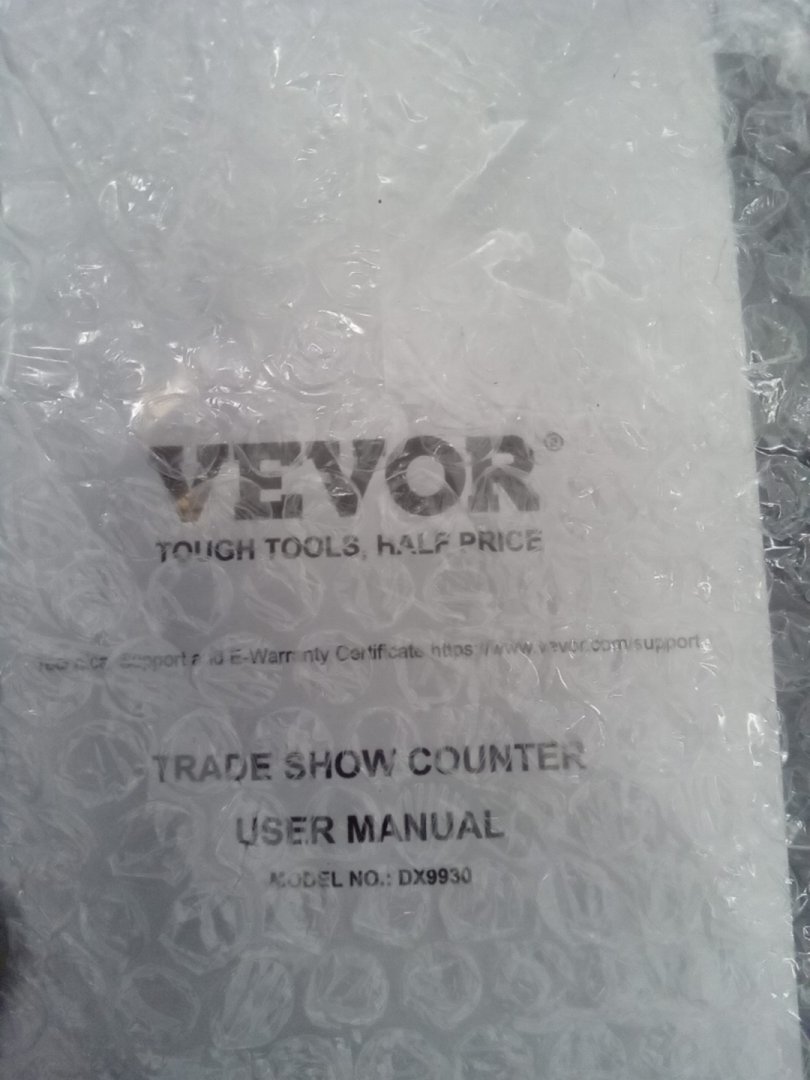 VEVOR®
TOUGH TOOLS, HALF PRICE
Technical Support and E-Warranty Certificate https://www.vevor.com/support
TRADE SHOW COUNTER
USER MANUAL
MODEL NO.: DX9930